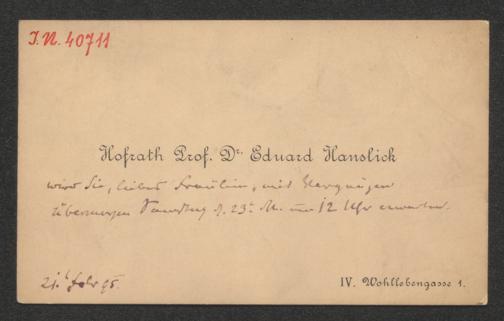 I.N. 40711
Hofrath Prof. Dr. Eduard Hanslick
wird Sie, liebes Fräulein, mit Vergnügen
übermorgen Samstag d. 23t. M. um 12 Uhr erwarten.
21. Febr 95.
IV. Wohllebengasse 1.